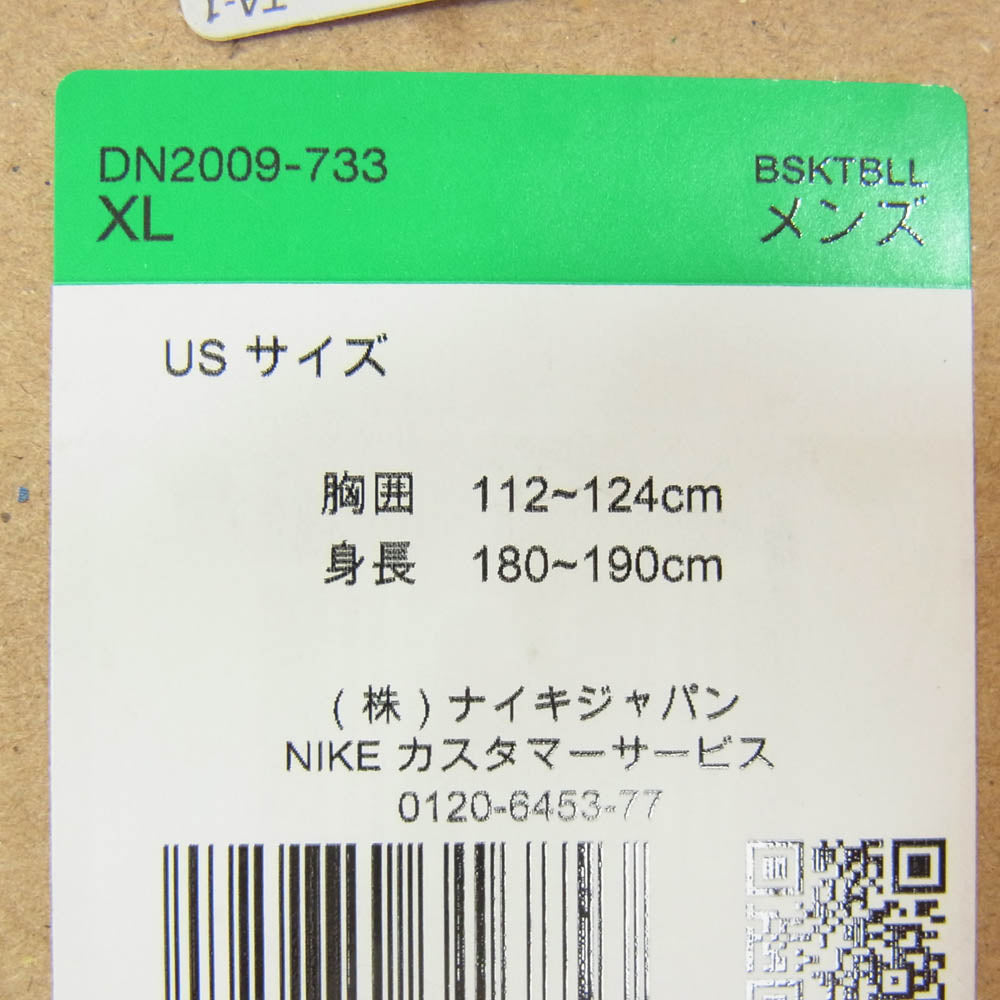 TA-1
DN2009-733
BSKTBLL
XL
メンズ
US サイズ
胸囲 112~124cm
身長 180~190cm
(株)ナイキジャパン
NIKE カスタマーサービス
0120-6453-77